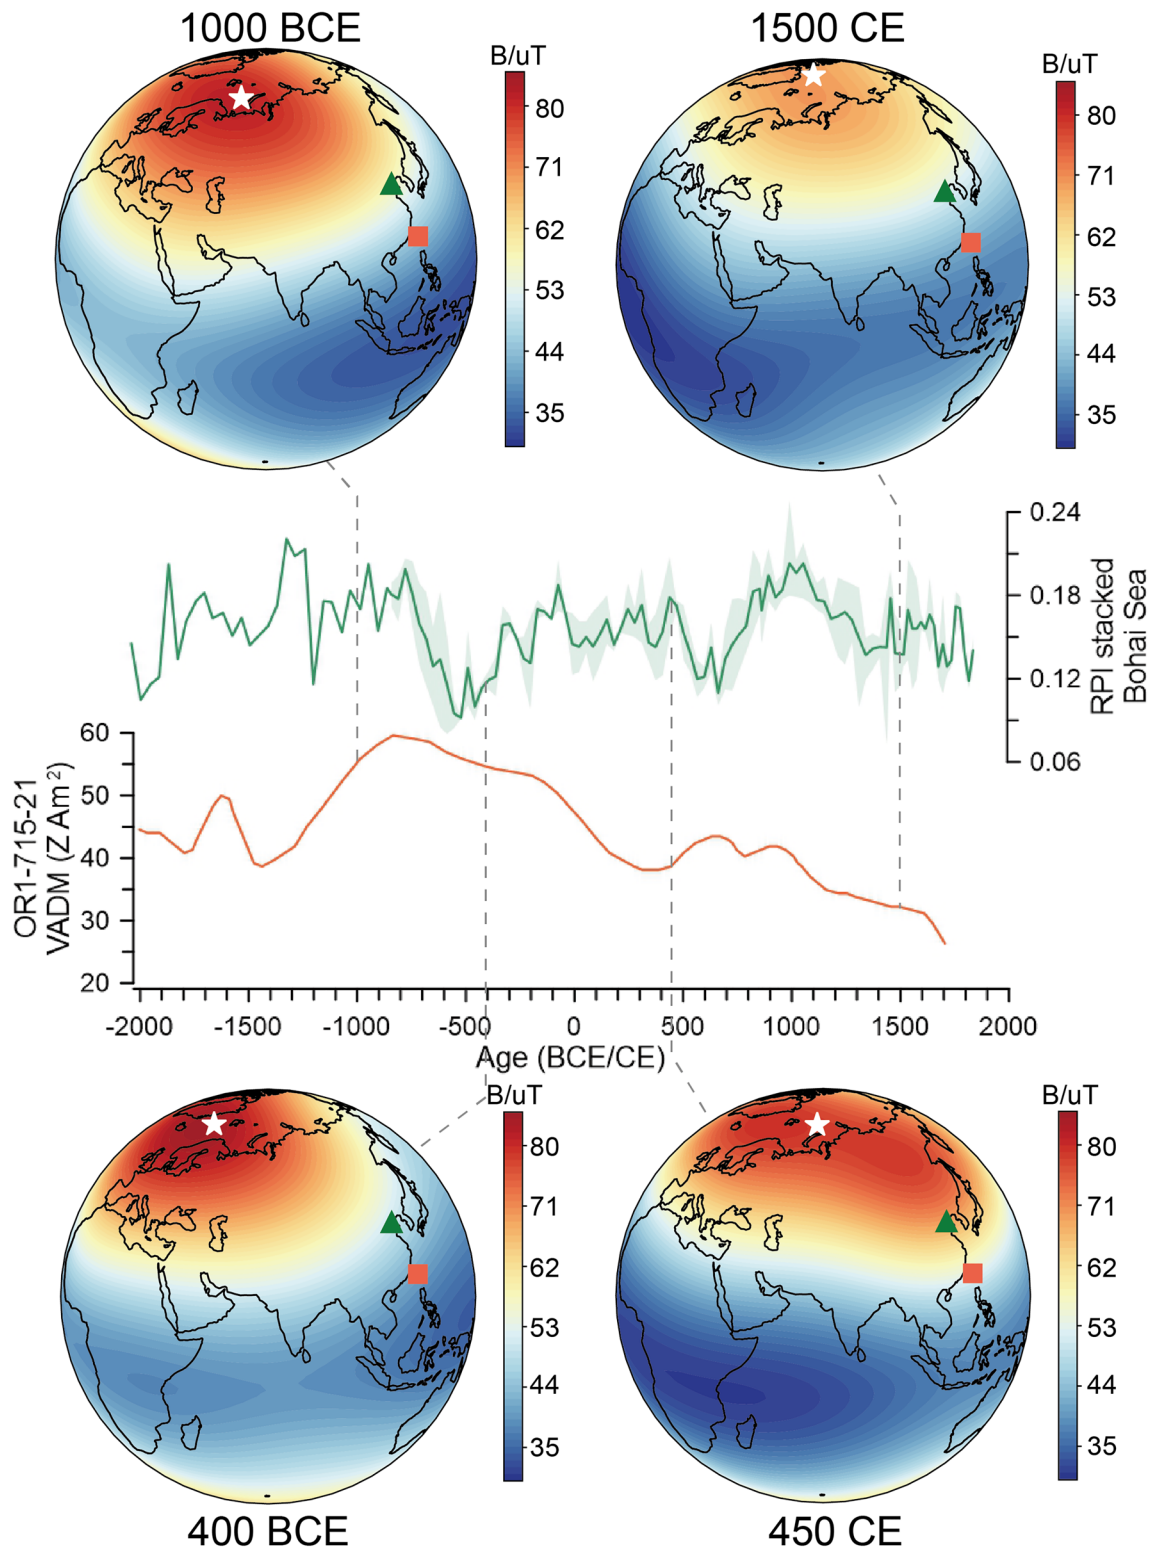 1000 BCE
1500 CE
B/uT
80
71
62
53
44
35
B/uT
80
71
62
53
44
35
0.24
0.18
0.12
0.06
RPI stacked
Bohai Sea
60
50
40
30
20
OR1-715-21
VADM (Z Am²)
-2000 -1500 -1000 -500 0 500 1000 1500 2000
Age (BCE/CE)
B/uT
80
71
62
53
44
35
B/uT
80
71
62
53
44
35
400 BCE
450 CE